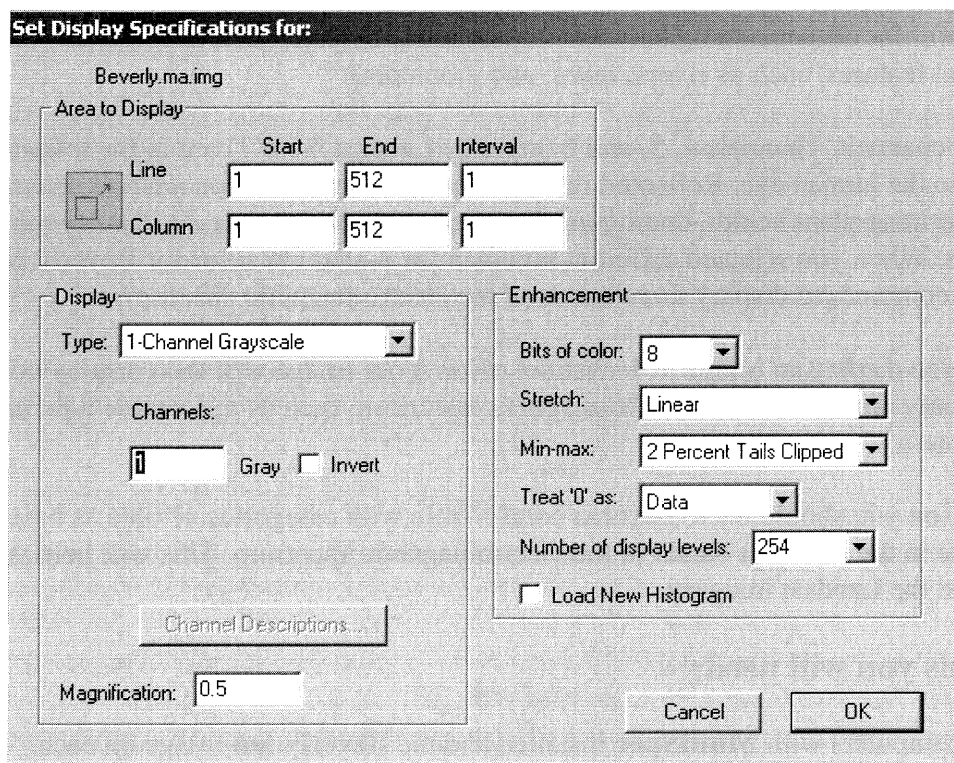 Set Display Specifications for:
Beverly.ma.img
Area to Display
Start End Interval
Line 1 512 1
Column 1 512 1
Display
Type: 1-Channel Grayscale
Channels:
1 Gray Invert
Channel Descriptions...
Magnification: 0.5
Enhancement
Bits of color: 8
Stretch: Linear
Min-max: 2 Percent Tails Clipped
Treat '0' as: Data
Number of display levels: 254
Load New Histogram
Cancel OK